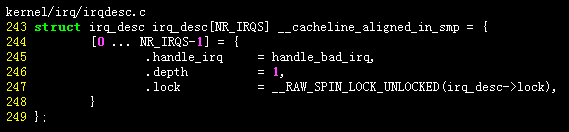 kernel/irq/irqdesc.c
243 struct irq_desc irq_desc[NR_IRQS] __cacheline_aligned_in_smp = {
244         [0 ... NR_IRQS-1] = {
245                 .handle_irq     = handle_bad_irq,
246                 .depth          = 1,
247                 .lock           = __RAW_SPIN_LOCK_UNLOCKED(irq_desc->lock),
248         }
249 };